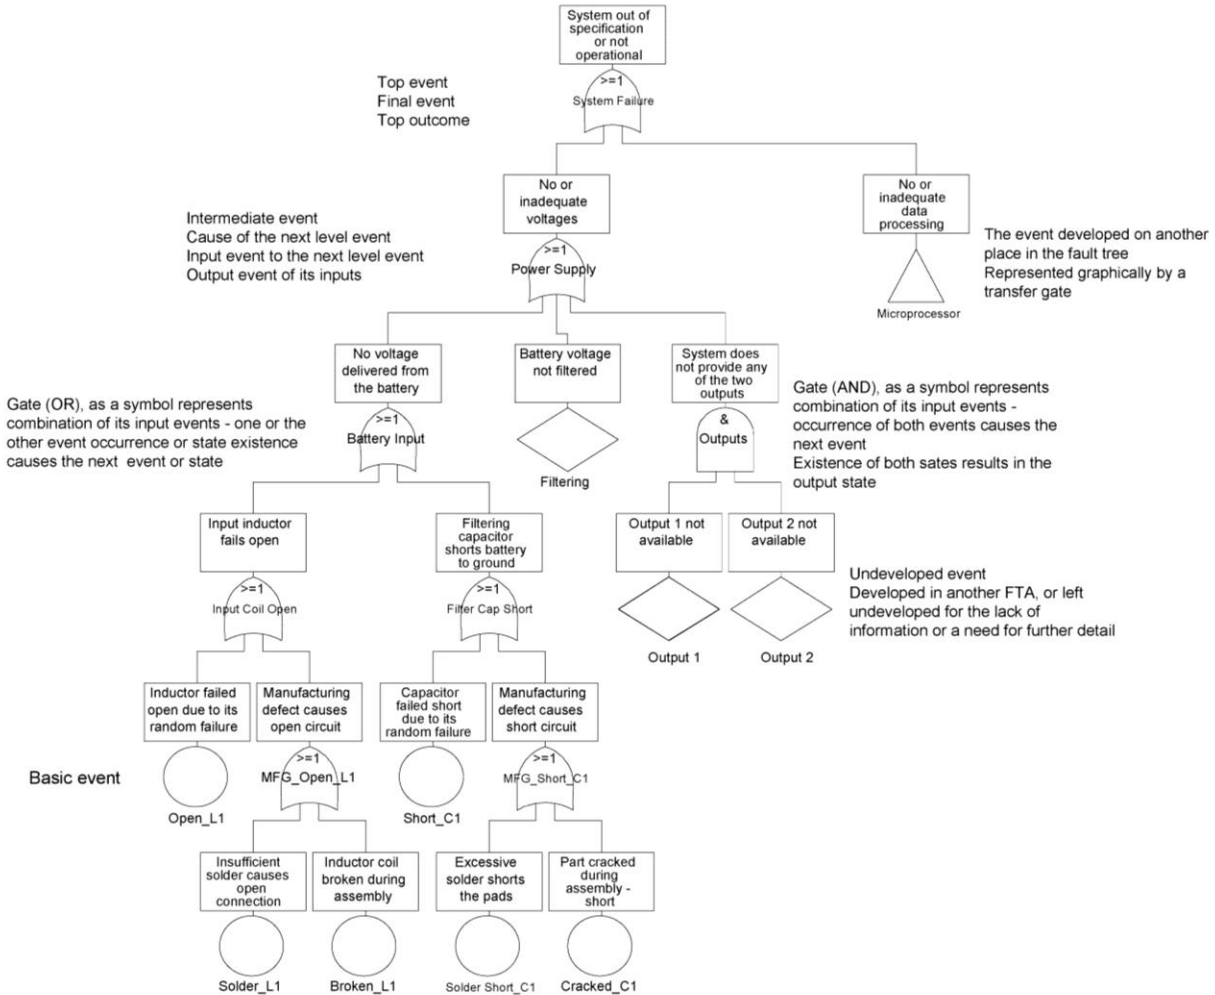 System out of
specification
or not
operational
>=1
System Failure
Top event
Final event
Top outcome
No or
inadequate
voltages
No or
inadequate
data
processing
Intermediate event
Cause of the next level event
Input event to the next level event
Output event of its inputs
>=1
Power Supply
The event developed on another
place in the fault tree
Represented graphically by a
transfer gate
Microprocessor
No voltage
delivered from
the battery
Battery voltage
not filtered
System does
not provide any
of the two
outputs
Gate (OR), as a symbol represents
combination of its input events - one or the
other event occurrence or state existence
causes the next event or state
>=1
Battery Input
Filtering
&
Outputs
Gate (AND), as a symbol represents
combination of its input events -
occurrence of both events causes the
next event
Existence of both sates results in the
output state
Input inductor
fails open
Filtering
capacitor
shorts battery
to ground
Output 1 not
available
Output 2 not
available
>=1
Input Coil Open
>=1
Filter Cap Short
Output 1
Output 2
Undeveloped event
Developed in another FTA, or left
undeveloped for the lack of
information or a need for further detail
Inductor failed
open due to its
random failure
Manufacturing
defect causes
open circuit
Capacitor
failed short
due to its
random failure
Manufacturing
defect causes
short circuit
Basic event
Open_L1
>=1
MFG_Open_L1
Short_C1
>=1
MFG_Short_C1
Insufficient
solder causes
open
connection
Inductor coil
broken during
assembly
Excessive
solder shorts
the pads
Part cracked
during
assembly -
short
Solder_L1
Broken_L1
Solder Short_C1
Cracked_C1